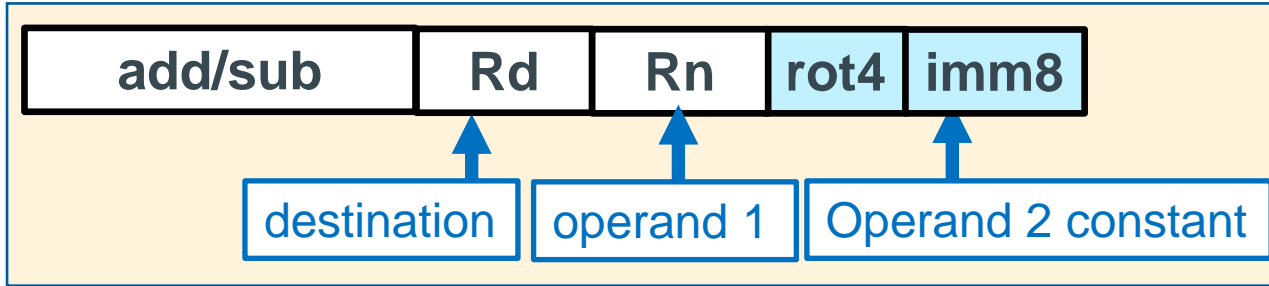 add/sub Rd Rn rot4 imm8
destination operand 1 Operand 2 constant